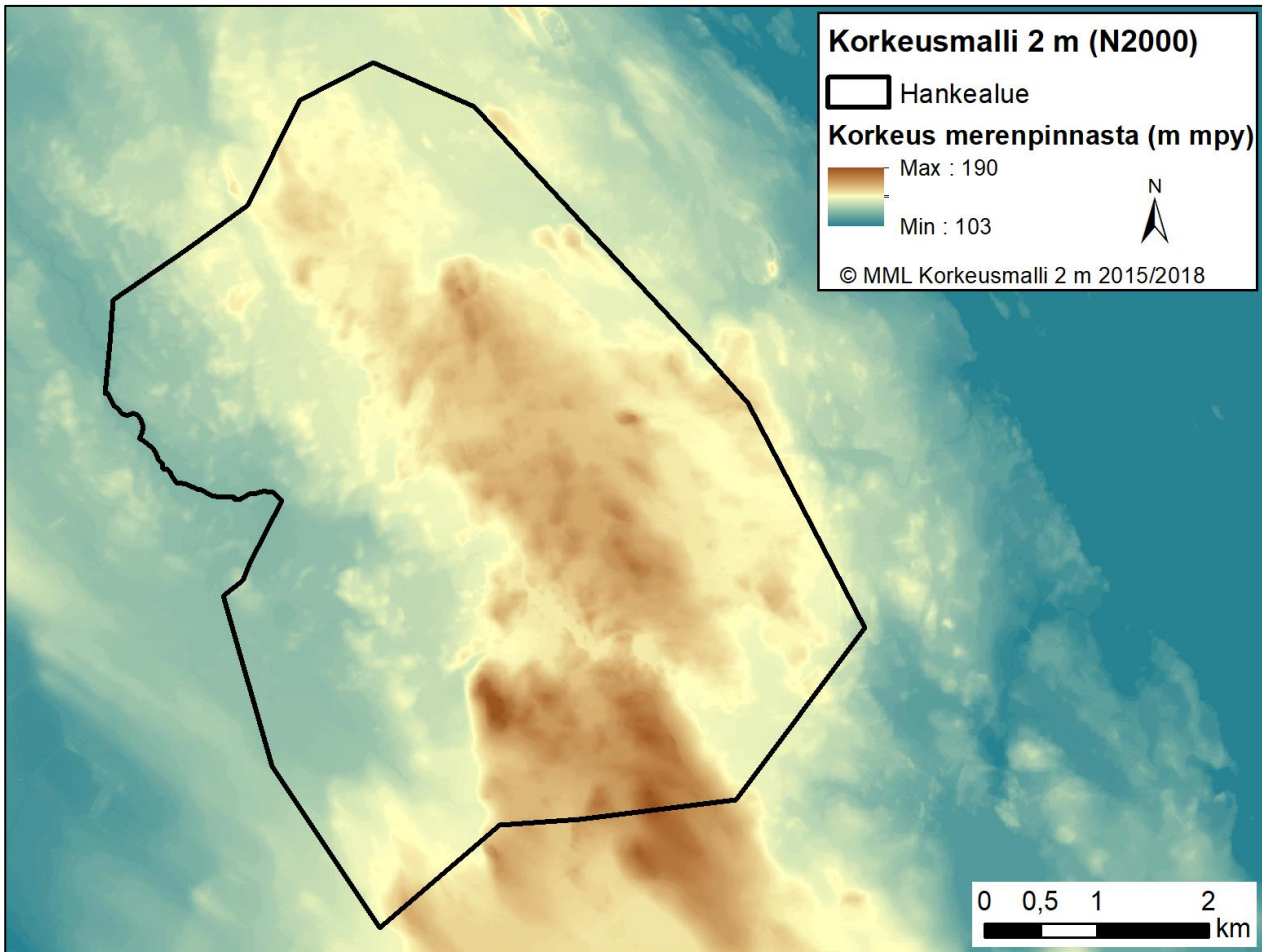 Korkeusmalli 2 m (N2000)
Hankealue
Korkeus merenpinnasta (m mpy)
Max : 190
Min : 103
N
© MML Korkeusmalli 2 m 2015/2018
0 0,5 1 2
km